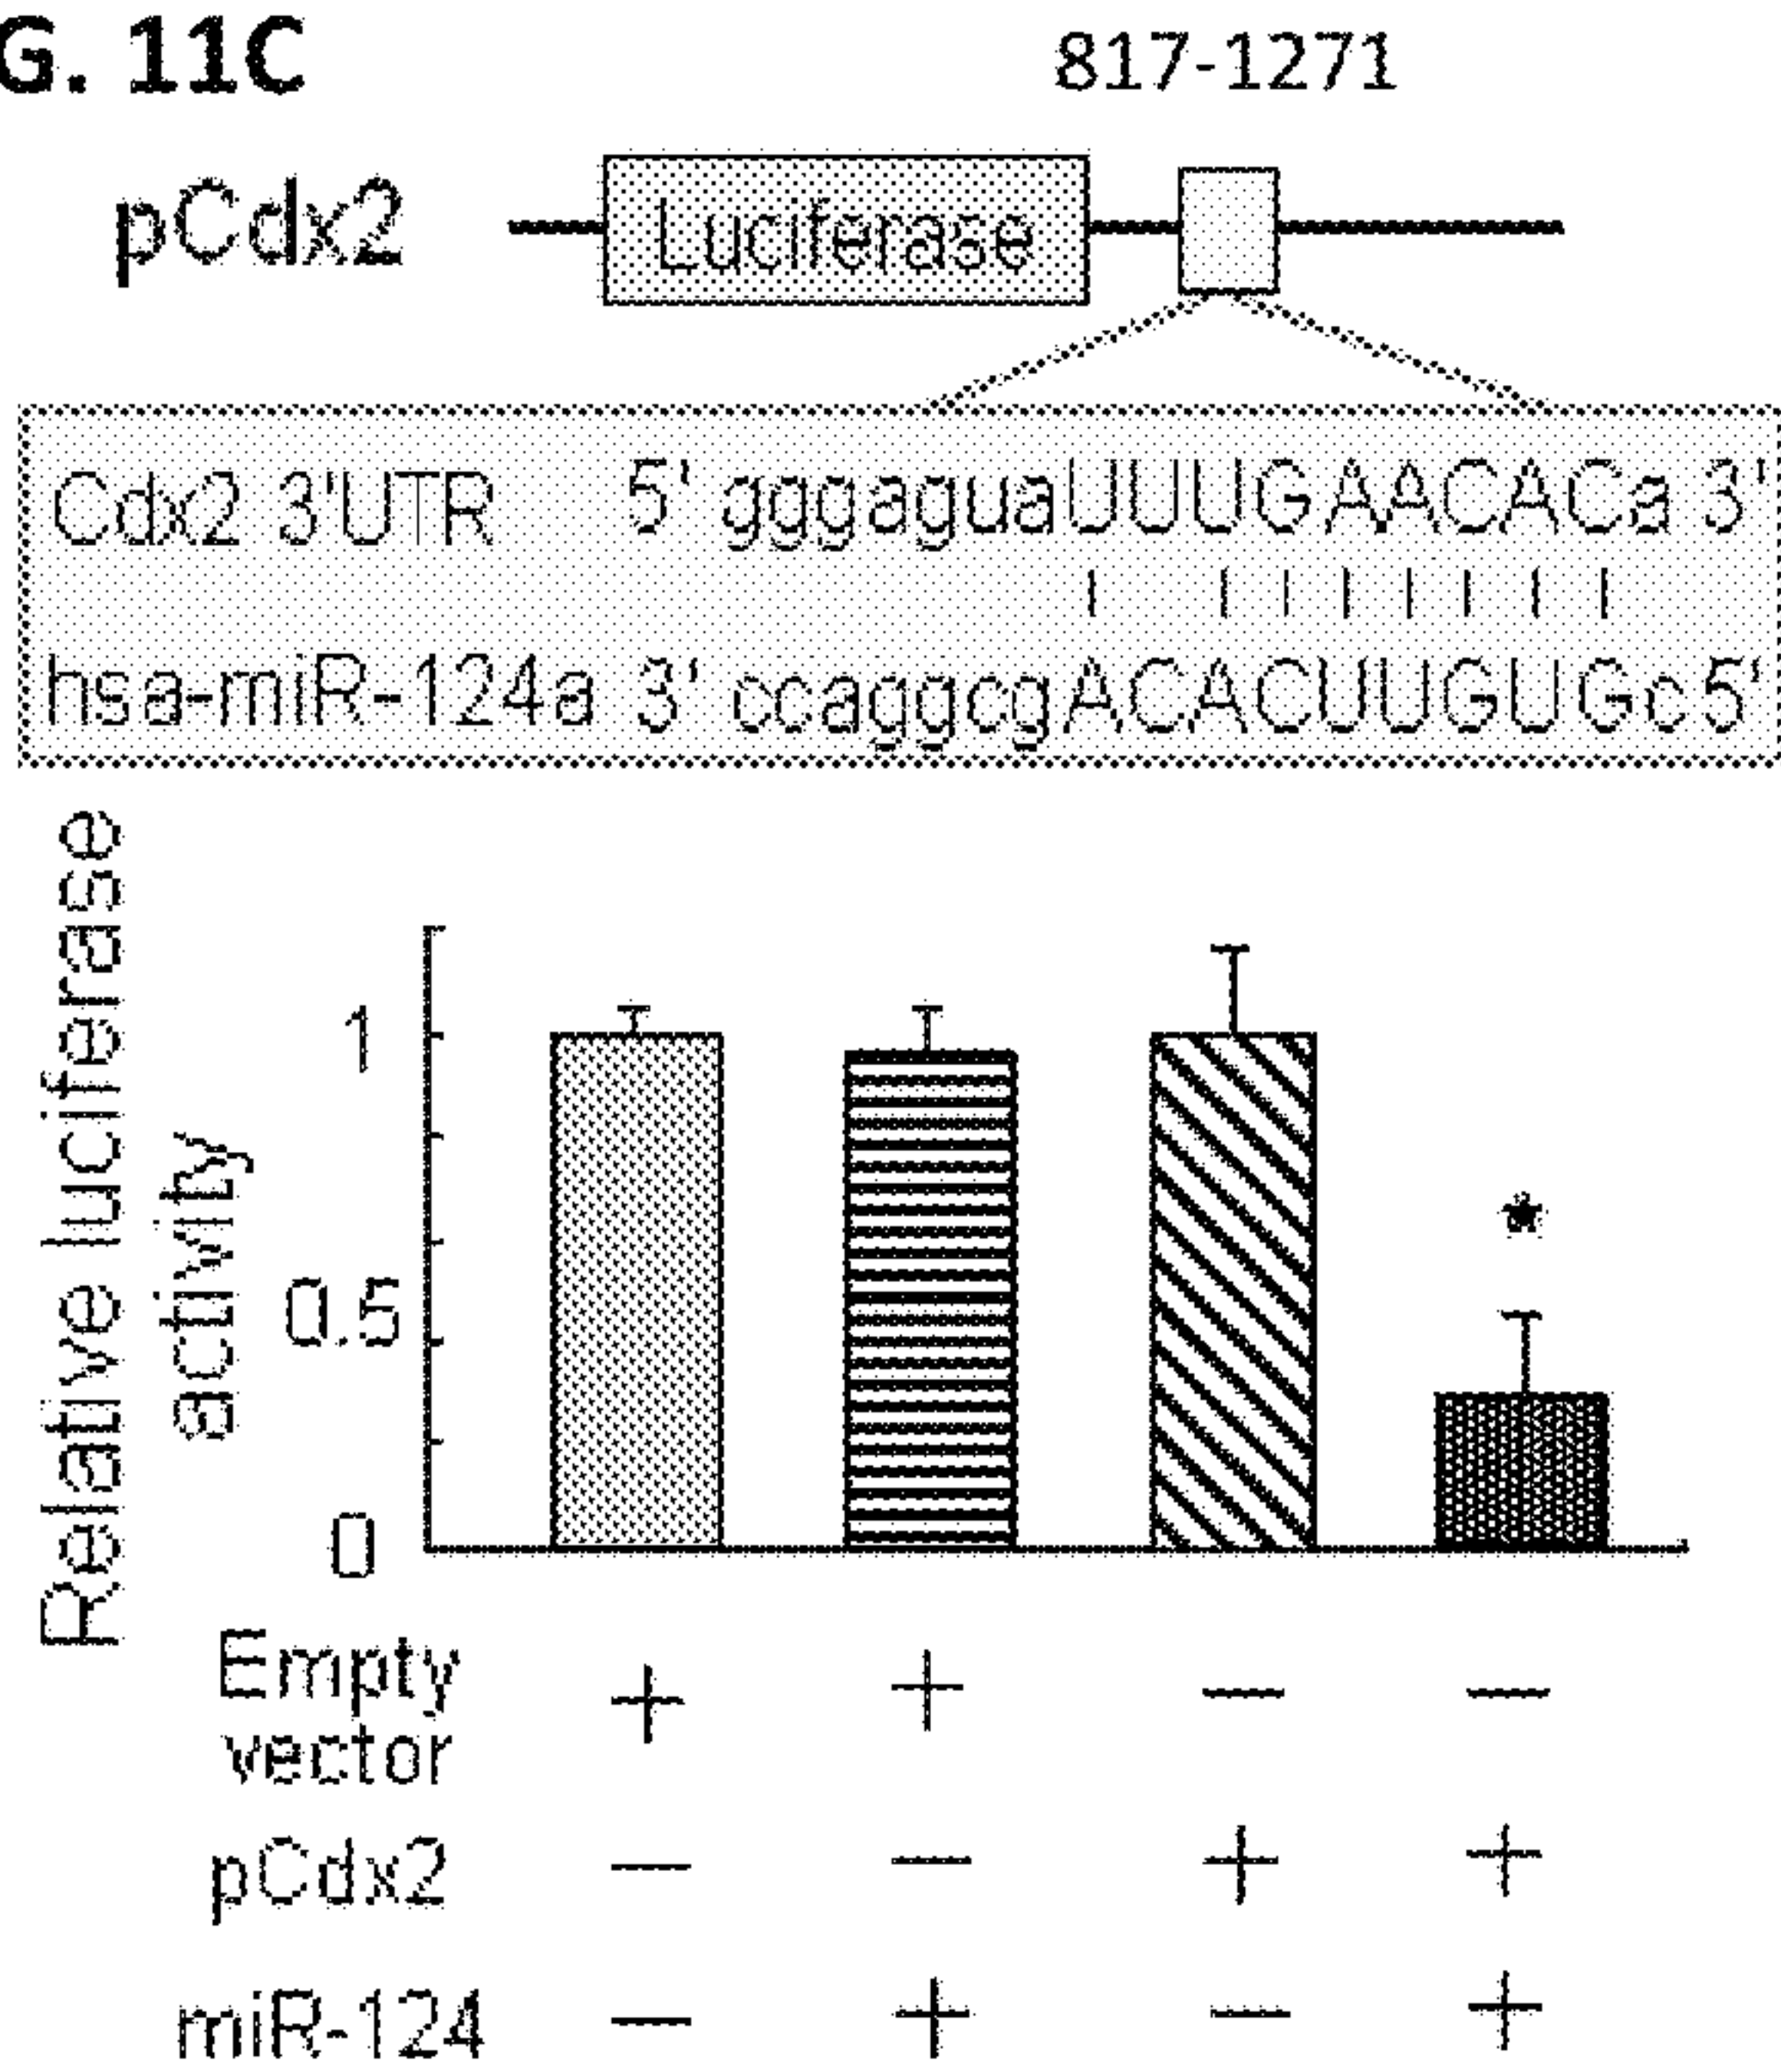 G. 11C
817-1271
pCdx2
Luciferase
Cdx2 3'UTR 5' gggaguaUUUGAACACa 3'
hsa-miR-124a 3' ccaggcgACACUUGUGc5'
Relative luciferase
activity
1
0.5
0
*
Empty + + – –
vector
pCdx2 – – + +
miR-124 – + – +